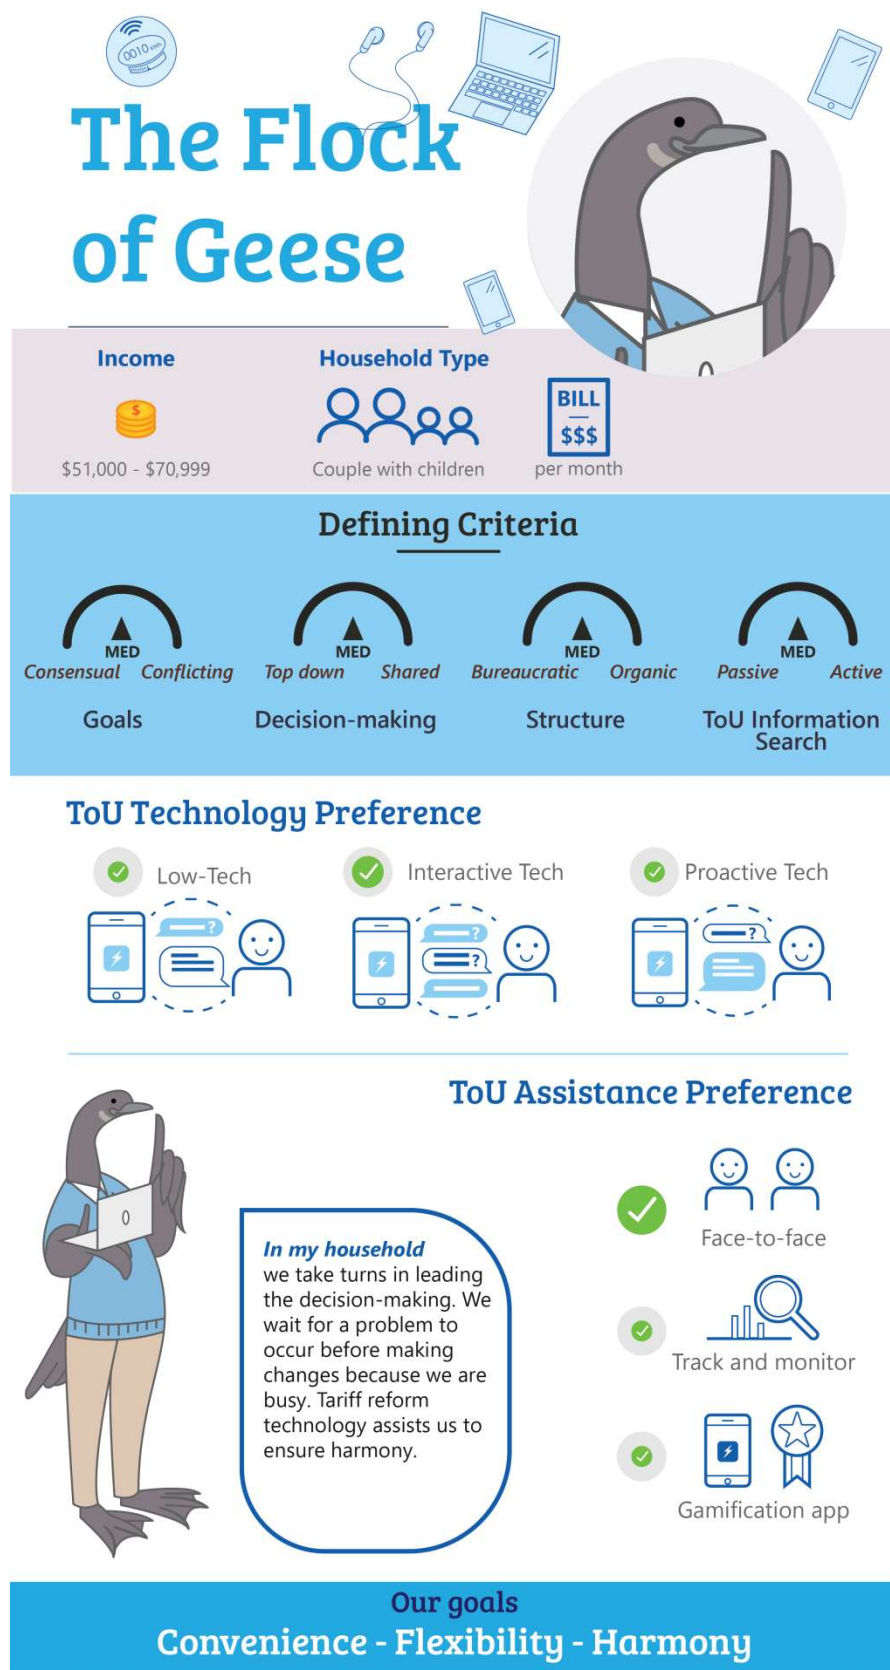 0010 kWh
The Flock
of Geese
Income
Household Type
BILL
$$$
$
$51,000 - $70,999
Couple with children
per month
Defining Criteria
MED
MED
MED
MED
Consensual Conflicting
Top down Shared
Bureaucratic Organic
Passive Active
Goals
Decision-making
Structure
ToU Information
Search
ToU Technology Preference
Low-Tech
Interactive Tech
Proactive Tech
?
?
?
?
ToU Assistance Preference
Face-to-face
In my household
we take turns in leading
the decision-making. We
wait for a problem to
occur before making
changes because we are
busy. Tariff reform
technology assists us to
ensure harmony.
Track and monitor
Gamification app
Our goals
Convenience - Flexibility - Harmony